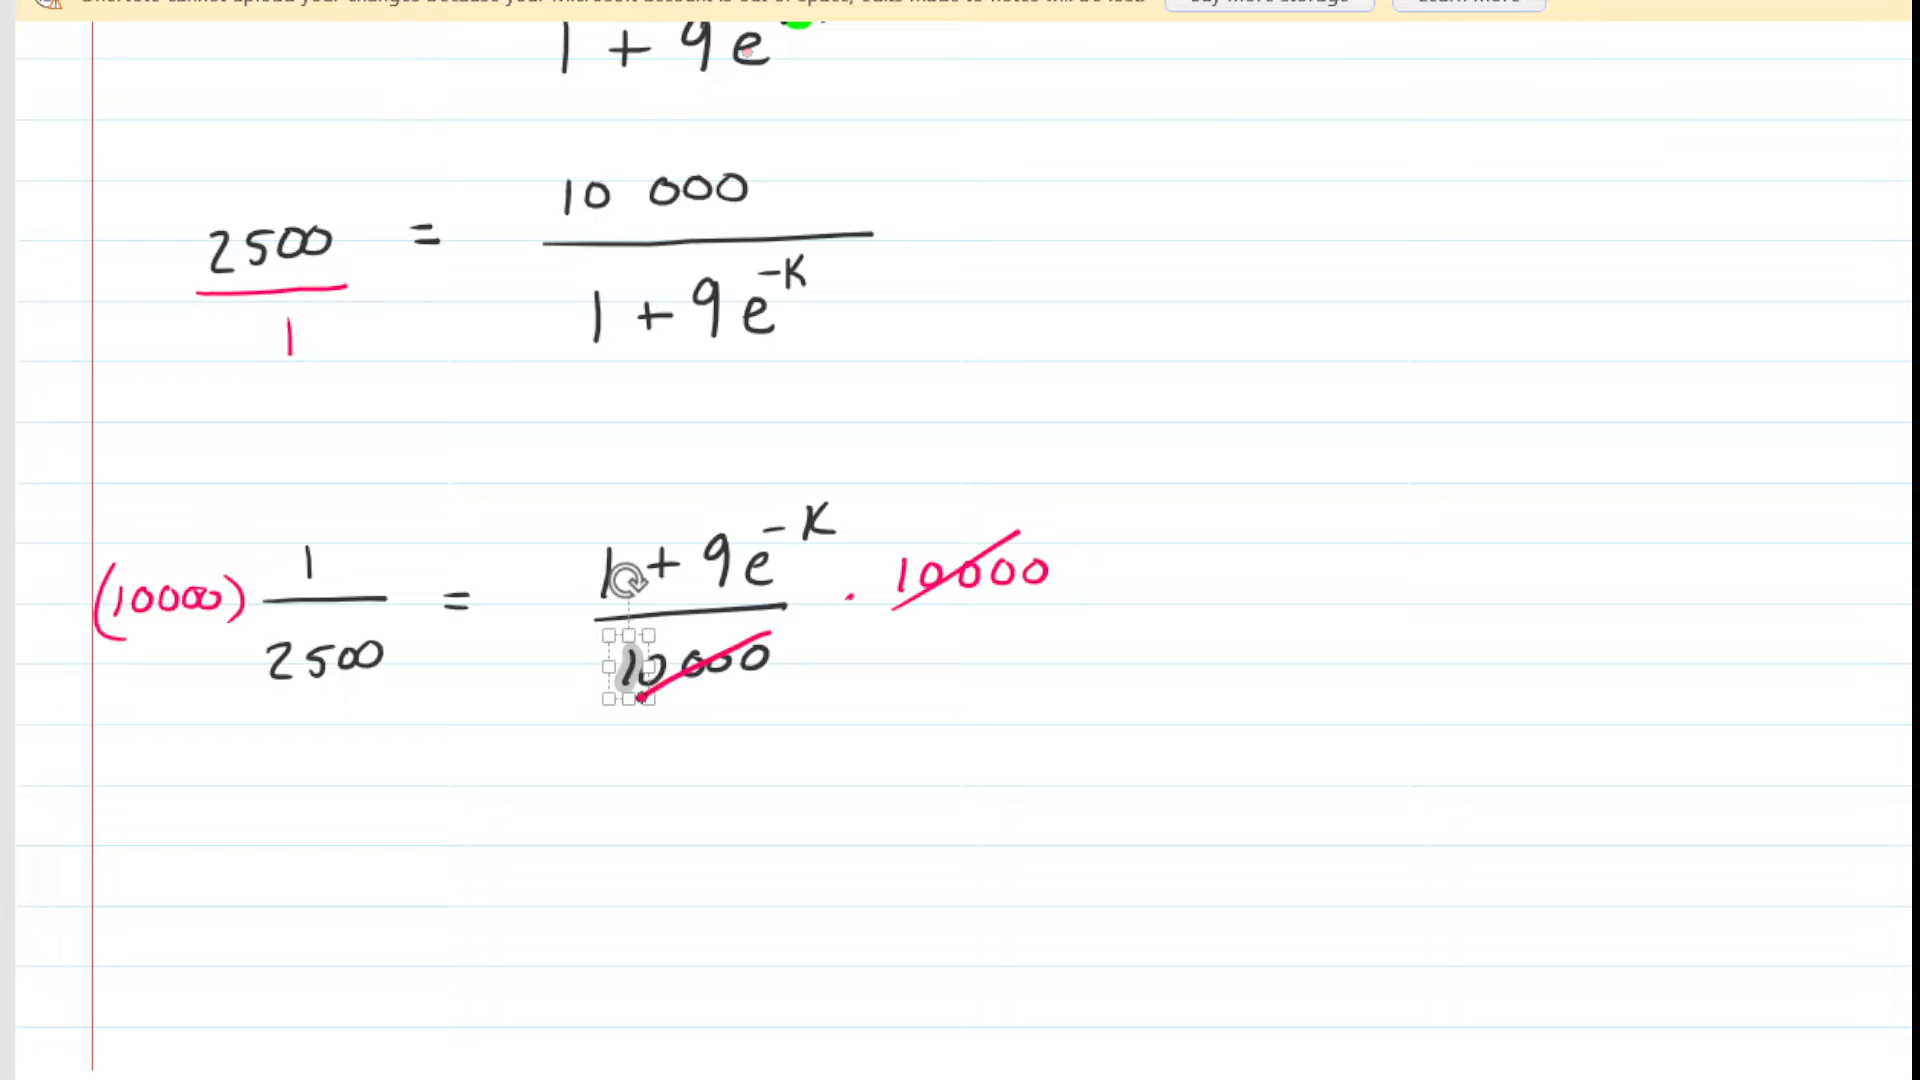 1 + 9e
2500/1 = 10 000/(1 + 9e^-K)
(10000) 1/2500 = (1 + 9e^-K)/10000 · 10000